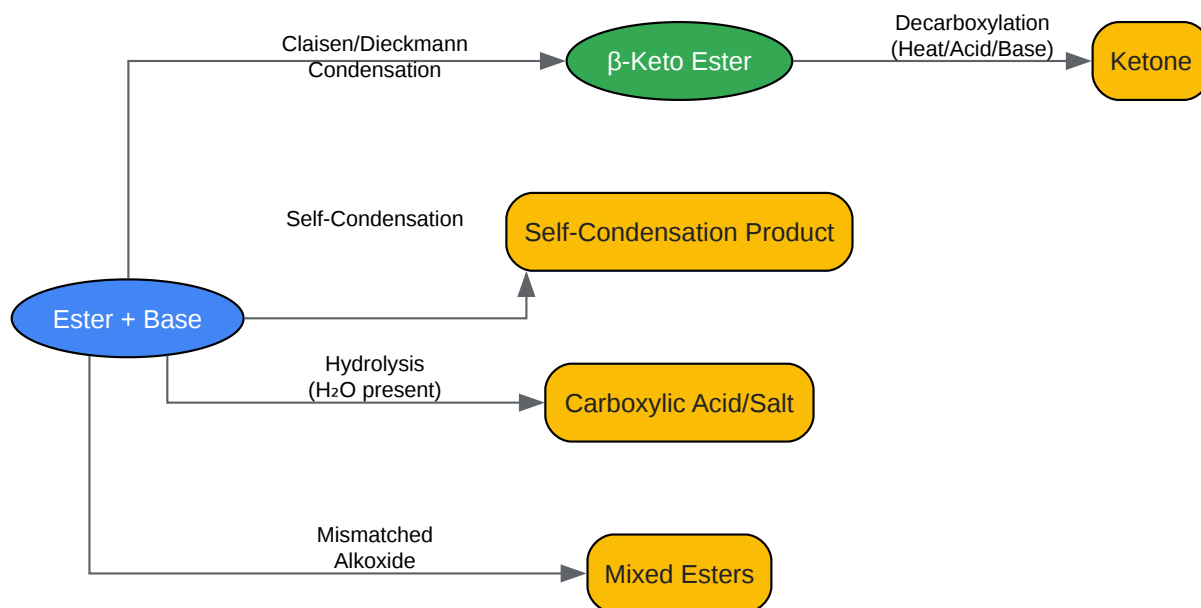 Claisen/Dieckmann
Condensation
β-Keto Ester
Decarboxylation
(Heat/Acid/Base)
Ketone
Self-Condensation
Self-Condensation Product
Ester + Base
Hydrolysis
(H₂O present)
Carboxylic Acid/Salt
Mismatched
Alkoxide
Mixed Esters